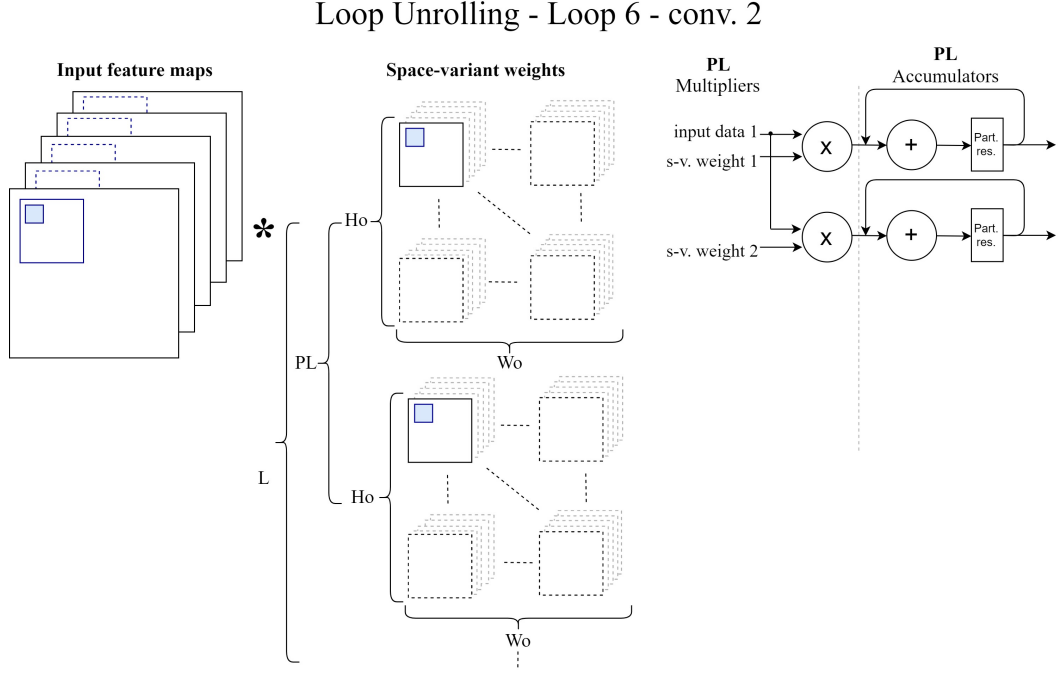 Loop Unrolling - Loop 6 - conv. 2
Input feature maps
Space-variant weights
PL
Multipliers
PL
Accumulators
input data 1
s-v. weight 1
s-v. weight 2
X
+
Part.
res.
X
+
Part.
res.
*
Ho
Wo
PL
L
Ho
Wo